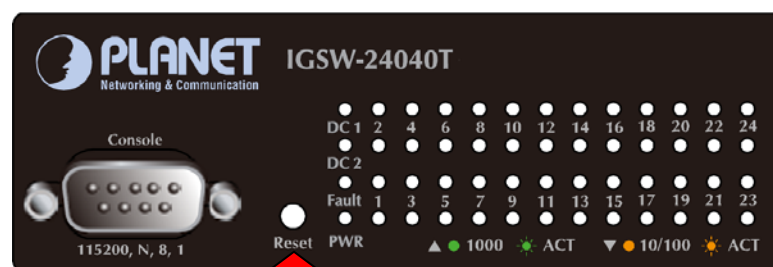 PLANET
Networking & Communication
IGSW-24040T
Console
115200, N, 8, 1
Reset
DC 1 2 4 6 8 10 12 14 16 18 20 22 24
DC 2
Fault 1 3 5 7 9 11 13 15 17 19 21 23
PWR ▲ 1000 ACT ▼ 10/100 ACT